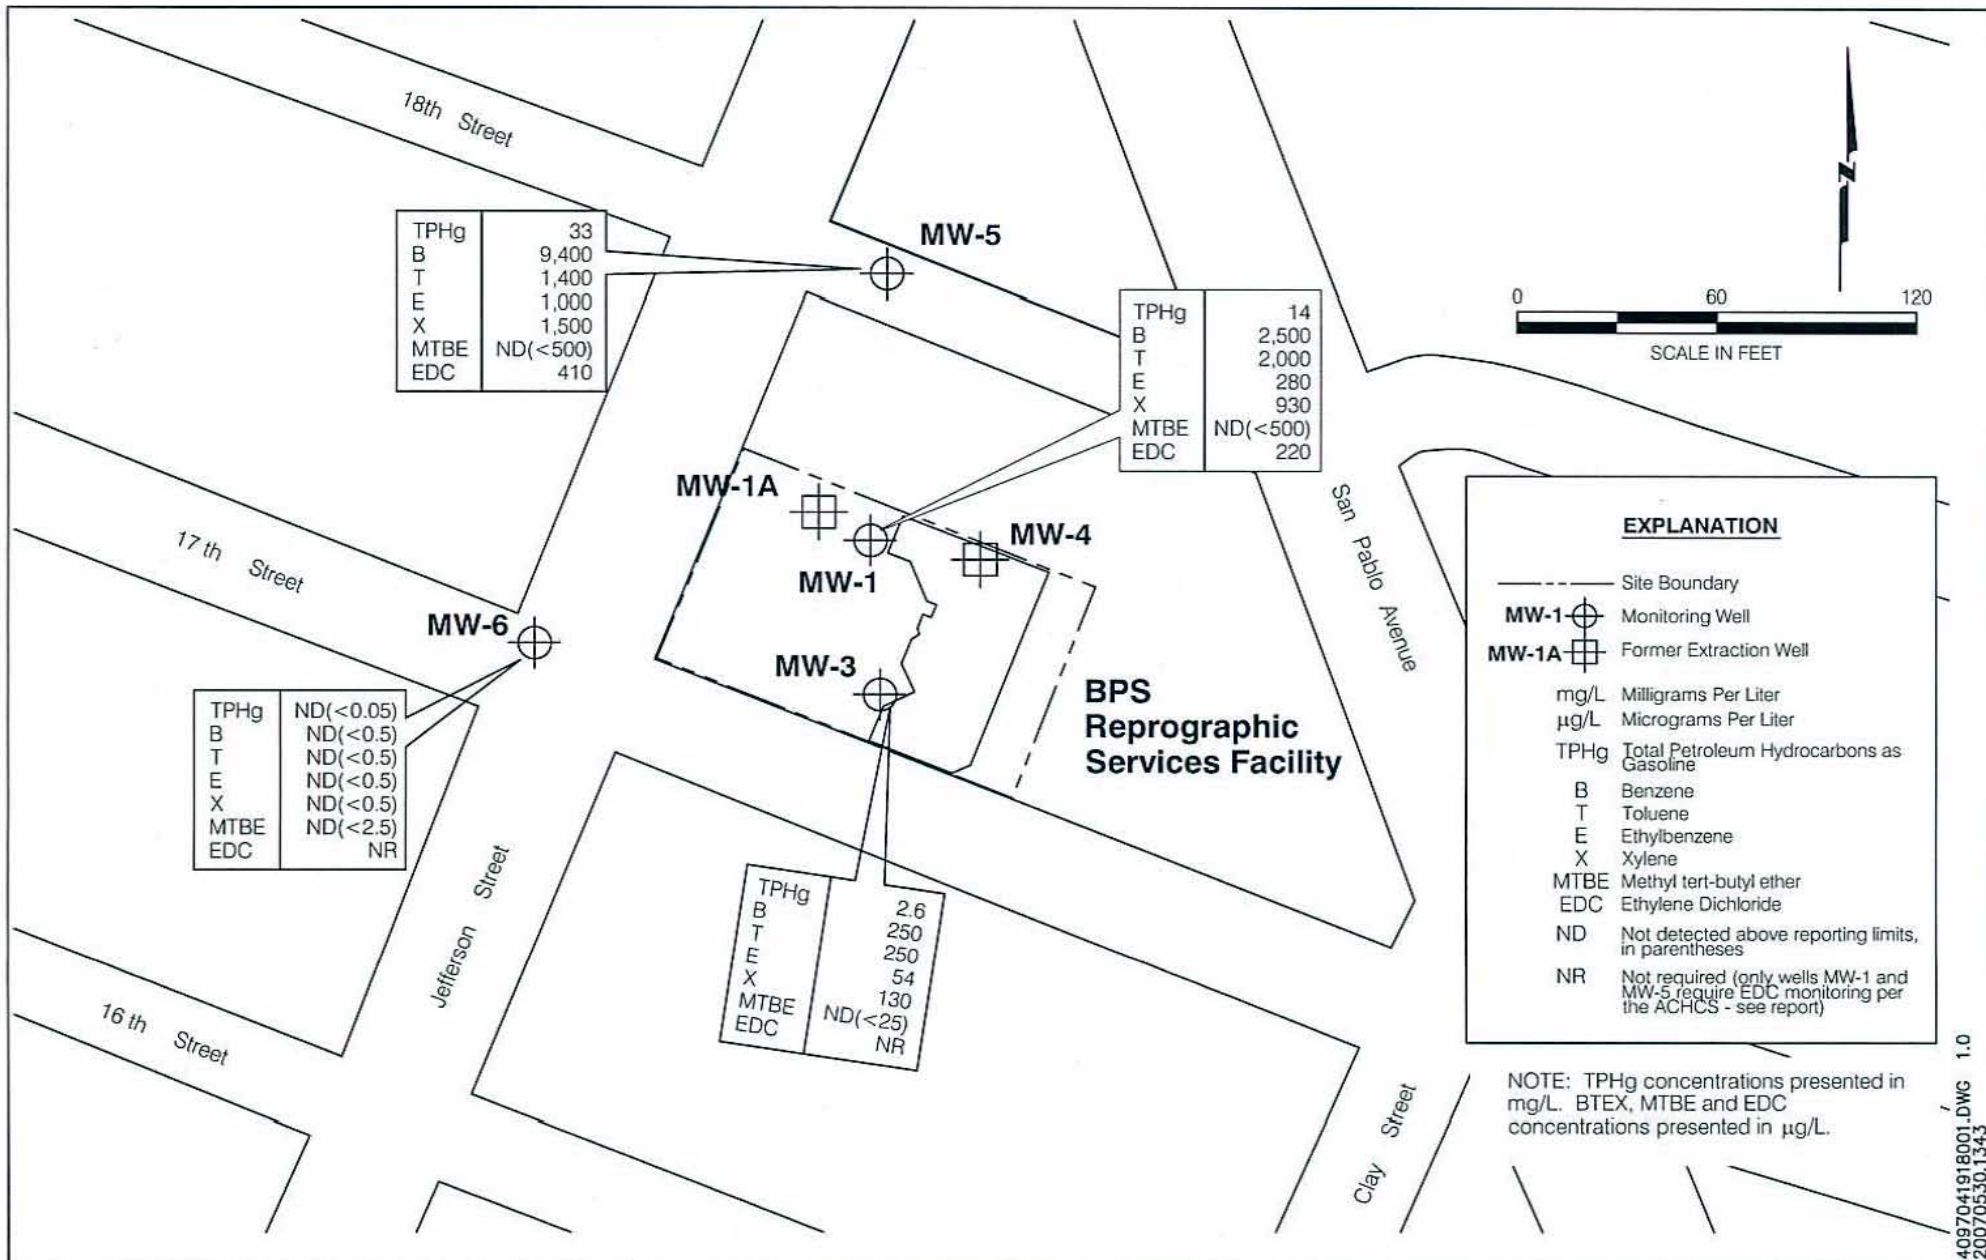 18th Street
MW-5
TPHg 33
B 9,400
T 1,400
E 1,000
X 1,500
MTBE ND(<500)
EDC 410
TPHg 14
B 2,500
T 2,000
E 280
X 930
MTBE ND(<500)
EDC 220
N
0 60 120
SCALE IN FEET
MW-1A
MW-4
MW-1
17th Street
MW-6
MW-3
San Pablo Avenue
BPS
Reprographic
Services Facility
TPHg ND(<0.05)
B ND(<0.5)
T ND(<0.5)
E ND(<0.5)
X ND(<0.5)
MTBE ND(<2.5)
EDC NR
TPHg 2.6
B 250
T 250
E 54
X 130
MTBE ND(<25)
EDC NR
Jefferson Street
16th Street
Clay Street
EXPLANATION
Site Boundary
MW-1 Monitoring Well
MW-1A Former Extraction Well
mg/L Milligrams Per Liter
µg/L Micrograms Per Liter
TPHg Total Petroleum Hydrocarbons as
Gasoline
B Benzene
T Toluene
E Ethylbenzene
X Xylene
MTBE Methyl tert-butyl ether
EDC Ethylene Dichloride
ND Not detected above reporting limits,
in parentheses
NR Not required (only wells MW-1 and
MW-5 require EDC monitoring per
the ACHCS - see report)
NOTE: TPHg concentrations presented in
mg/L. BTEX, MTBE and EDC
concentrations presented in µg/L.
4097041918001.DWG 1.0
20970530.1343